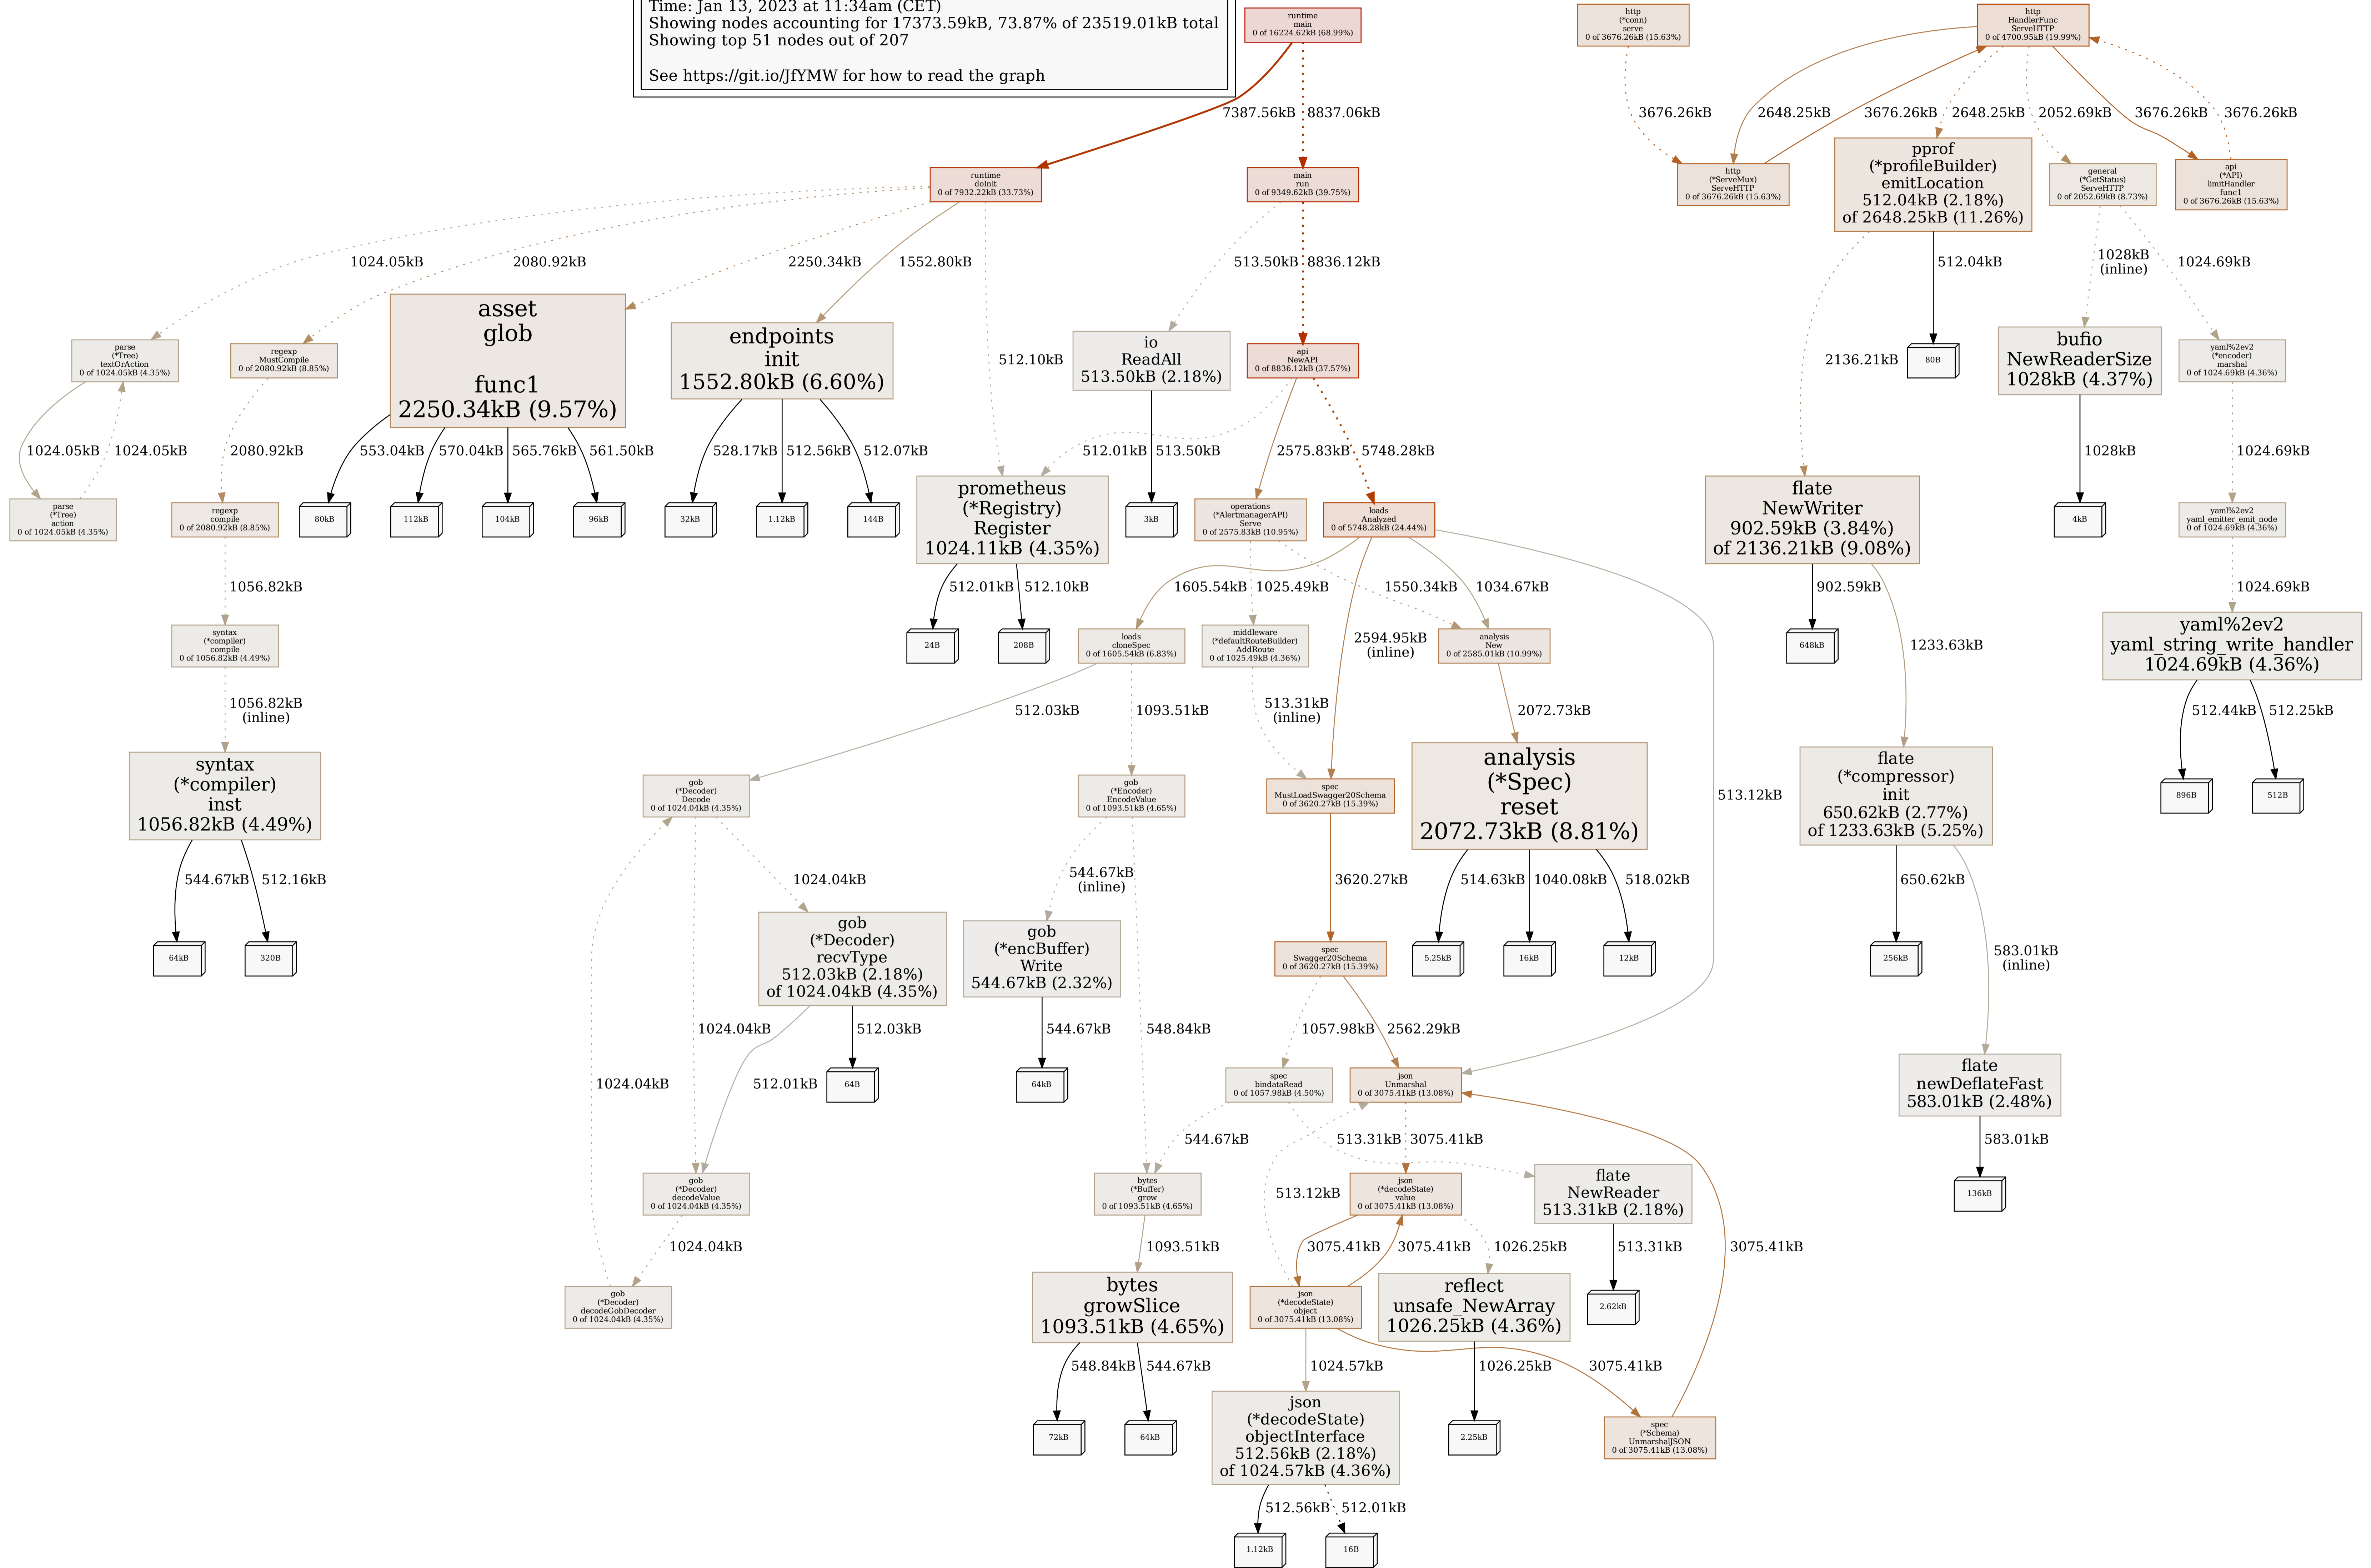 Time: Jan 13, 2023 at 11:34am (CET)
Showing nodes accounting for 17373.59kB, 73.87% of 23519.01kB total
Showing top 51 nodes out of 207
See https://git.io/JfYMW for how to read the graph
runtime
main
0 of 16224.62kB (68.99%)
http
(*conn)
serve
0 of 3676.26kB (15.63%)
http
HandlerFunc
ServeHTTP
0 of 4700.95kB (19.99%)
7387.56kB
8837.06kB
3676.26kB
2648.25kB
3676.26kB
2648.25kB
2052.69kB
3676.26kB
3676.26kB
runtime
doInit
0 of 7932.22kB (33.73%)
main
run
0 of 9349.62kB (39.75%)
http
(*ServeMux)
ServeHTTP
0 of 3676.26kB (15.63%)
pprof
(*profileBuilder)
emitLocation
512.04kB (2.18%)
of 2648.25kB (11.26%)
general
(*GetStatus)
ServeHTTP
0 of 2052.69kB (8.73%)
api
(*API)
limitHandler
func1
0 of 3676.26kB (15.63%)
1024.05kB
2080.92kB
2250.34kB
1552.80kB
512.10kB
513.50kB
8836.12kB
2136.21kB
512.04kB
1028kB
(inline)
1024.69kB
parse
(*Tree)
textOrAction
0 of 1024.05kB (4.35%)
regexp
MustCompile
0 of 2080.92kB (8.85%)
asset
glob
func1
2250.34kB (9.57%)
endpoints
init
1552.80kB (6.60%)
io
ReadAll
513.50kB (2.18%)
api
NewAPI
0 of 8836.12kB (37.57%)
80B
bufio
NewReaderSize
1028kB (4.37%)
yaml%2ev2
(*encoder)
marshal
0 of 1024.69kB (4.36%)
1024.05kB
1024.05kB
2080.92kB
553.04kB
570.04kB
565.76kB
561.50kB
528.17kB
512.56kB
512.07kB
512.01kB
513.50kB
2575.83kB
5748.28kB
1028kB
1024.69kB
parse
(*Tree)
action
0 of 1024.05kB (4.35%)
regexp
compile
0 of 2080.92kB (8.85%)
80kB
112kB
104kB
96kB
32kB
1.12kB
144B
prometheus
(*Registry)
Register
1024.11kB (4.35%)
3kB
operations
(*AlertmanagerAPI)
Serve
0 of 2575.83kB (10.95%)
loads
Analyzed
0 of 5748.28kB (24.44%)
flate
NewWriter
902.59kB (3.84%)
of 2136.21kB (9.08%)
4kB
yaml%2ev2
yaml_emitter_emit_node
0 of 1024.69kB (4.36%)
1056.82kB
512.01kB
512.10kB
1605.54kB
1025.49kB
2594.95kB
(inline)
1550.34kB
1034.67kB
902.59kB
1233.63kB
1024.69kB
syntax
(*compiler)
compile
0 of 1056.82kB (4.49%)
24B
208B
loads
cloneSpec
0 of 1605.54kB (6.83%)
middleware
(*defaultRouteBuilder)
AddRoute
0 of 1025.49kB (4.36%)
analysis
New
0 of 2585.01kB (10.99%)
648kB
yaml%2ev2
yaml_string_write_handler
1024.69kB (4.36%)
1056.82kB
(inline)
512.03kB
1093.51kB
513.31kB
(inline)
2072.73kB
513.12kB
512.44kB
512.25kB
syntax
(*compiler)
inst
1056.82kB (4.49%)
gob
(*Decoder)
Decode
0 of 1024.04kB (4.35%)
gob
(*Encoder)
EncodeValue
0 of 1093.51kB (4.65%)
spec
MustLoadSwagger20Schema
0 of 3620.27kB (15.39%)
analysis
(*Spec)
reset
2072.73kB (8.81%)
flate
(*compressor)
init
650.62kB (2.77%)
of 1233.63kB (5.25%)
896B
512B
544.67kB
512.16kB
1024.04kB
544.67kB
(inline)
3620.27kB
514.63kB
1040.08kB
518.02kB
650.62kB
583.01kB
(inline)
64kB
320B
gob
(*Decoder)
recvType
512.03kB (2.18%)
of 1024.04kB (4.35%)
gob
(*encBuffer)
Write
544.67kB (2.32%)
spec
Swagger20Schema
0 of 3620.27kB (15.39%)
5.25kB
16kB
12kB
256kB
1024.04kB
1024.04kB
512.01kB
512.03kB
544.67kB
548.84kB
1057.98kB
2562.29kB
64B
64kB
spec
bindataRead
0 of 1057.98kB (4.50%)
json
Unmarshal
0 of 3075.41kB (13.08%)
flate
newDeflateFast
583.01kB (2.48%)
544.67kB
513.31kB
3075.41kB
583.01kB
gob
(*Decoder)
decodeValue
0 of 1024.04kB (4.35%)
bytes
(*Buffer)
grow
0 of 1093.51kB (4.65%)
513.12kB
json
(*decodeState)
value
0 of 3075.41kB (13.08%)
flate
NewReader
513.31kB (2.18%)
136kB
1024.04kB
1093.51kB
3075.41kB
3075.41kB
1026.25kB
513.31kB
3075.41kB
gob
(*Decoder)
decodeGobDecoder
0 of 1024.04kB (4.35%)
bytes
growSlice
1093.51kB (4.65%)
json
(*decodeState)
object
0 of 3075.41kB (13.08%)
reflect
unsafe_NewArray
1026.25kB (4.36%)
2.62kB
548.84kB
544.67kB
1024.57kB
1026.25kB
3075.41kB
72kB
64kB
json
(*decodeState)
objectInterface
512.56kB (2.18%)
of 1024.57kB (4.36%)
2.25kB
spec
(*Schema)
UnmarshalJSON
0 of 3075.41kB (13.08%)
512.56kB
512.01kB
1.12kB
16B